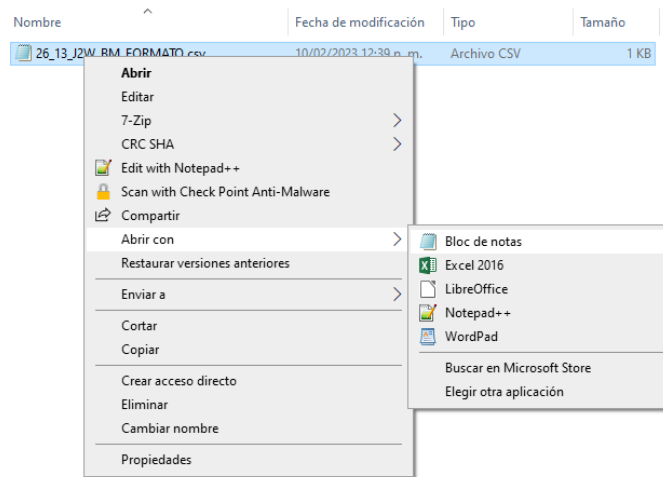 Nombre Fecha de modificación Tipo Tamaño
26_13_J2W_BM_FORMATO.csv 10/02/2023 12:39 p. m. Archivo CSV 1 KB
Abrir
Editar
7-Zip
CRC SHA
Edit with Notepad++
Scan with Check Point Anti-Malware
Compartir
Abrir con
Restaurar versiones anteriores
Enviar a
Cortar
Copiar
Crear acceso directo
Eliminar
Cambiar nombre
Propiedades
Bloc de notas
Excel 2016
LibreOffice
Notepad++
WordPad
Buscar en Microsoft Store
Elegir otra aplicación